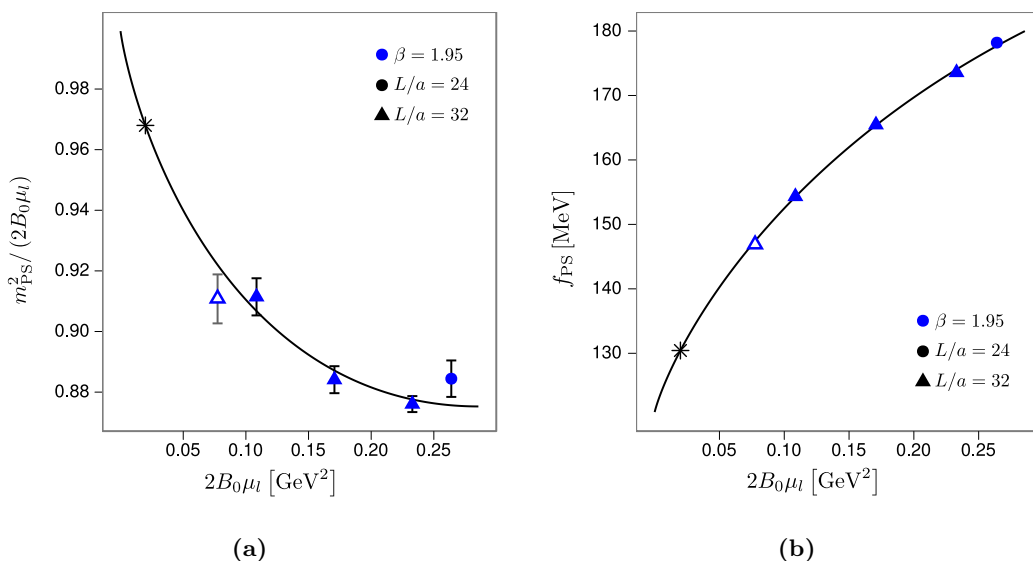 0.98
0.96
0.94
0.92
0.90
0.88
m²_PS/(2B₀μ_l)
β = 1.95
L/a = 24
L/a = 32
0.05 0.10 0.15 0.20 0.25
2B₀μ_l [GeV²]
(a)
180
170
160
150
140
130
f_PS [MeV]
β = 1.95
L/a = 24
L/a = 32
0.05 0.10 0.15 0.20 0.25
2B₀μ_l [GeV²]
(b)